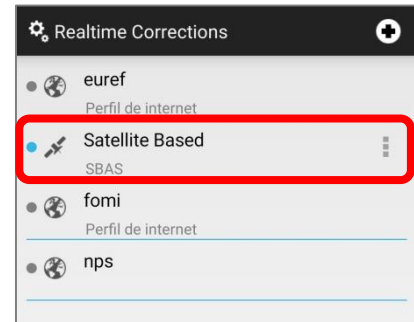 Realtime Corrections
euref
Perfil de internet
Satellite Based
SBAS
fomi
Perfil de internet
nps